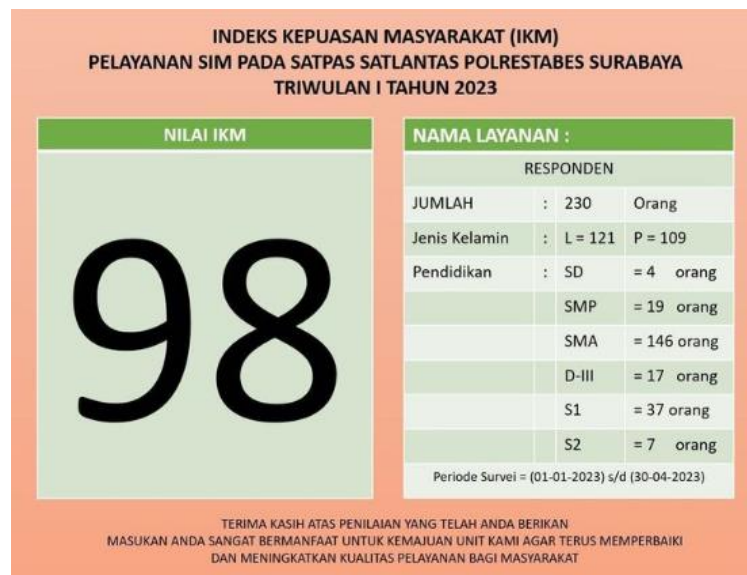 INDEKS KEPUASAN MASYARAKAT (IKM)
PELAYANAN SIM PADA SATPAS SATLANTAS POLRESTABES SURABAYA
TRIWULAN I TAHUN 2023
NILAI IKM
98
NAMA LAYANAN :
RESPONDEN
JUMLAH : 230 Orang
Jenis Kelamin : L = 121 P = 109
Pendidikan : SD = 4 orang
SMP = 19 orang
SMA = 146 orang
D-III = 17 orang
S1 = 37 orang
S2 = 7 orang
Periode Survei = (01-01-2023) s/d (30-04-2023)
TERIMA KASIH ATAS PENILAIAN YANG TELAH ANDA BERIKAN
MASUKAN ANDA SANGAT BERMANFAAT UNTUK KEMAJUAN UNIT KAMI AGAR TERUS MEMPERBAIKI
DAN MENINGKATKAN KUALITAS PELAYANAN BAGI MASYARAKAT